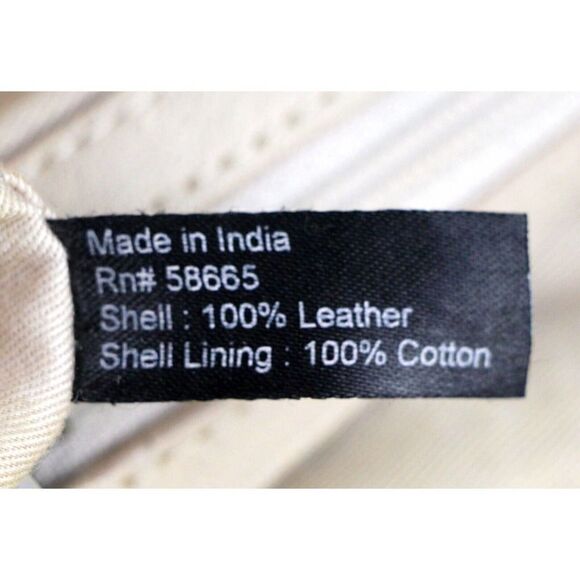 Made in India
Rn# 58665
Shell : 100% Leather
Shell Lining : 100% Cotton